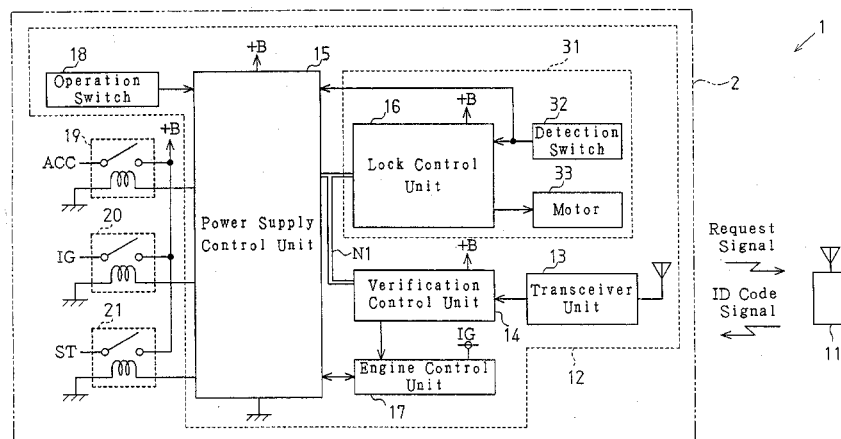 1
2
18
Operation
Switch
+B
15
31
16
+B
32
Detection
Switch
19
+B
ACC
Lock Control
Unit
33
Motor
20
Power Supply
Control Unit
IG
N1
+B
13
Verification
Control Unit
14
Transceiver
Unit
Request
Signal
ID Code
Signal
11
21
ST
IG
Engine Control
Unit
17
12